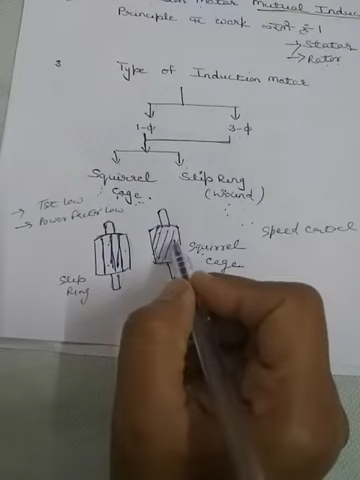 Motor Mutual Induc
Principle पर work करती है।
→ Stator
→ Rotor
3 Type of Induction Motor
1-Φ 3-Φ
Squirrel Cage
Slip Ring (Wound)
→ Tst Low
→ Power Factor Low
Speed Control
Slip Ring
Squirrel Cage